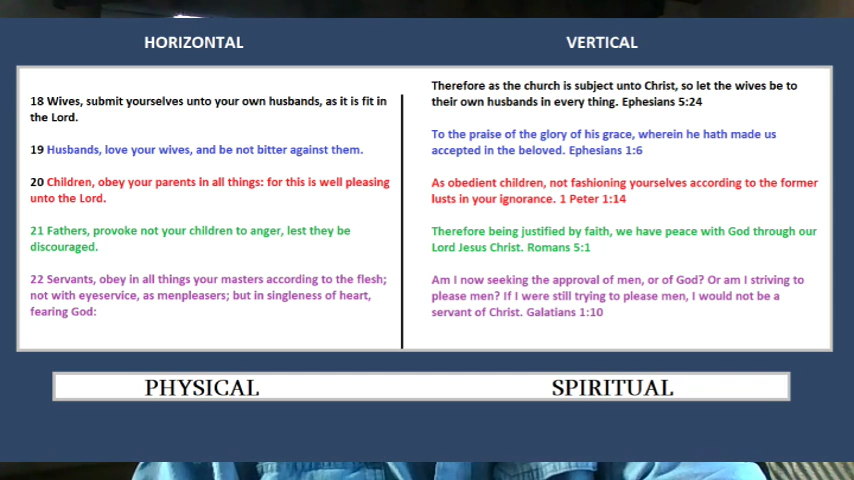 HORIZONTAL
VERTICAL
18 Wives, submit yourselves unto your own husbands, as it is fit in
the Lord.
19 Husbands, love your wives, and be not bitter against them.
20 Children, obey your parents in all things: for this is well pleasing
unto the Lord.
21 Fathers, provoke not your children to anger, lest they be
discouraged.
22 Servants, obey in all things your masters according to the flesh;
not with eyeservice, as menpleasers; but in singleness of heart,
fearing God:
Therefore as the church is subject unto Christ, so let the wives be to
their own husbands in every thing. Ephesians 5:24
To the praise of the glory of his grace, wherein he hath made us
accepted in the beloved. Ephesians 1:6
As obedient children, not fashioning yourselves according to the former
lusts in your ignorance. 1 Peter 1:14
Therefore being justified by faith, we have peace with God through our
Lord Jesus Christ. Romans 5:1
Am I now seeking the approval of men, or of God? Or am I striving to
please men? If I were still trying to please men, I would not be a
servant of Christ. Galatians 1:10
PHYSICAL
SPIRITUAL